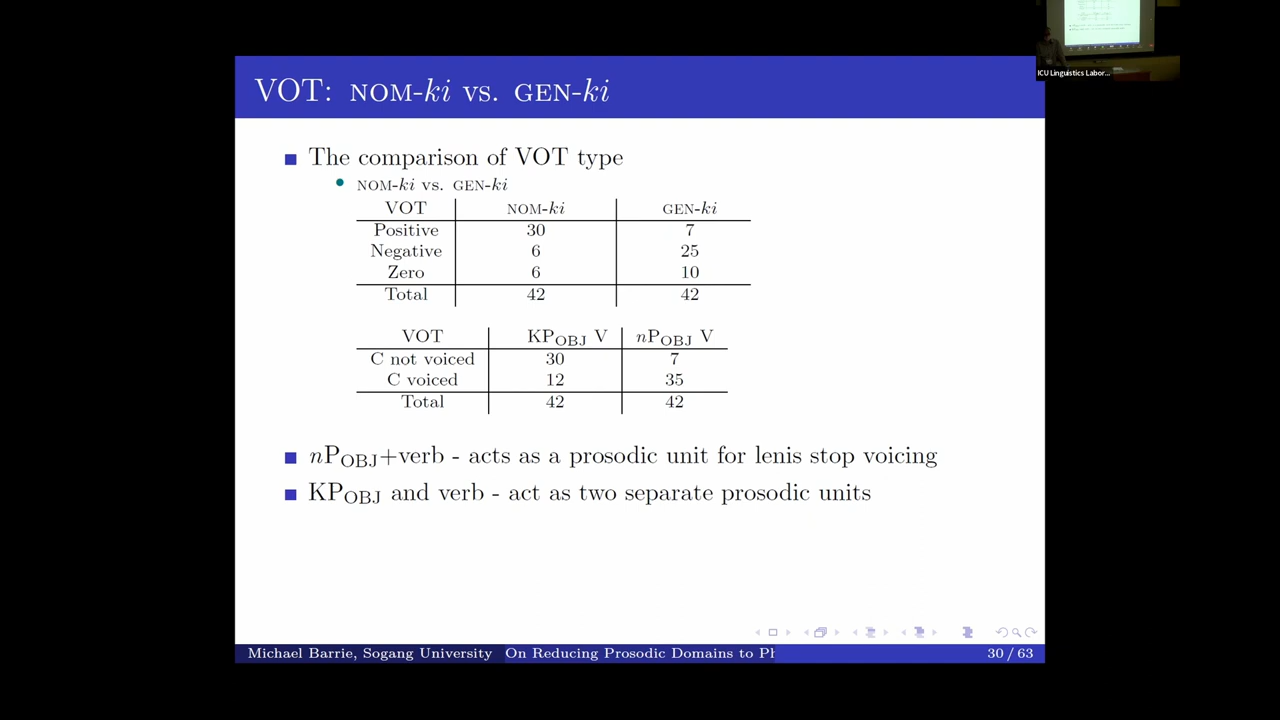 VOT: NOM-ki vs. GEN-ki
The comparison of VOT type
NOM-ki vs. GEN-ki
VOT NOM-ki GEN-ki
Positive 30 7
Negative 6 25
Zero 6 10
Total 42 42
VOT KP_OBJ V nP_OBJ V
C not voiced 30 7
C voiced 12 35
Total 42 42
nP_OBJ+verb - acts as a prosodic unit for lenis stop voicing
KP_OBJ and verb - act as two separate prosodic units
Michael Barrie, Sogang University On Reducing Prosodic Domains to Ph 30 / 63
ICU Linguistics Labor...